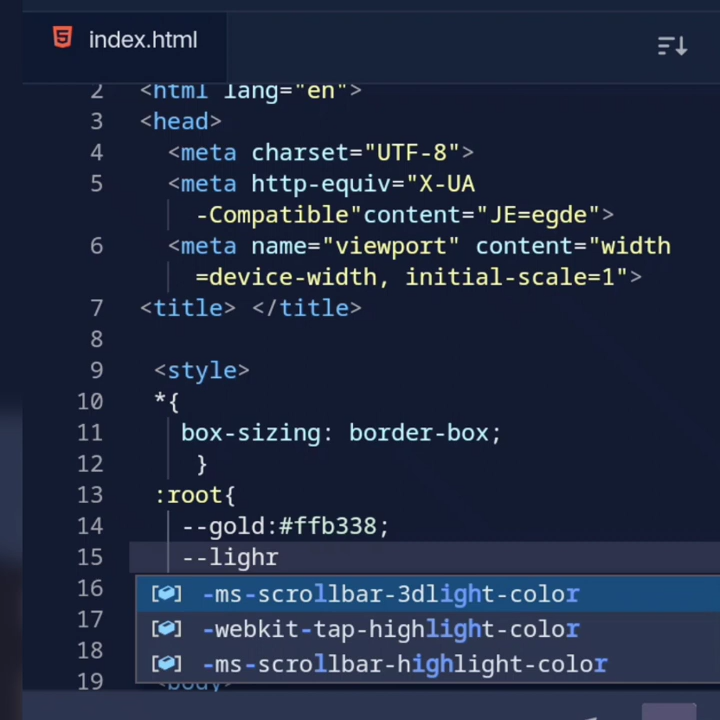 index.html
2 <html lang="en">
3 <head>
4 <meta charset="UTF-8">
5 <meta http-equiv="X-UA
-Compatible"content="JE=egde">
6 <meta name="viewport" content="width
=device-width, initial-scale=1">
7 <title> </title>
8
9 <style>
10 *{
11 box-sizing: border-box;
12 }
13 :root{
14 --gold:#ffb338;
15 --lighr
16 -ms-scrollbar-3dlight-color
17 -webkit-tap-highlight-color
18 -ms-scrollbar-highlight-color
19 <body>